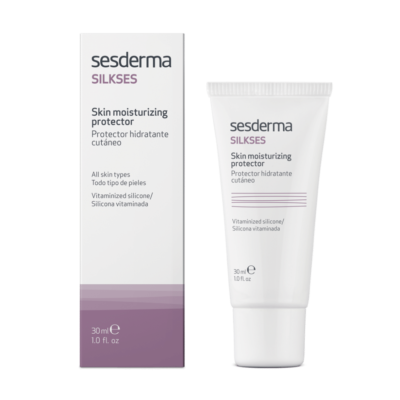 sesderma
SILKSES
Skin moisturizing
protector
Protector hidratante
cutáneo
All skin types
Todo tipo de pieles
Vitaminized silicone/
Silicona vitaminada
30 ml e
1.0 fl. oz
sesderma
SILKSES
Skin moisturizing
protector
Protector hidratante
cutáneo
Vitaminized silicone/
Silicona vitaminada
30 ml e
1.0 fl. oz